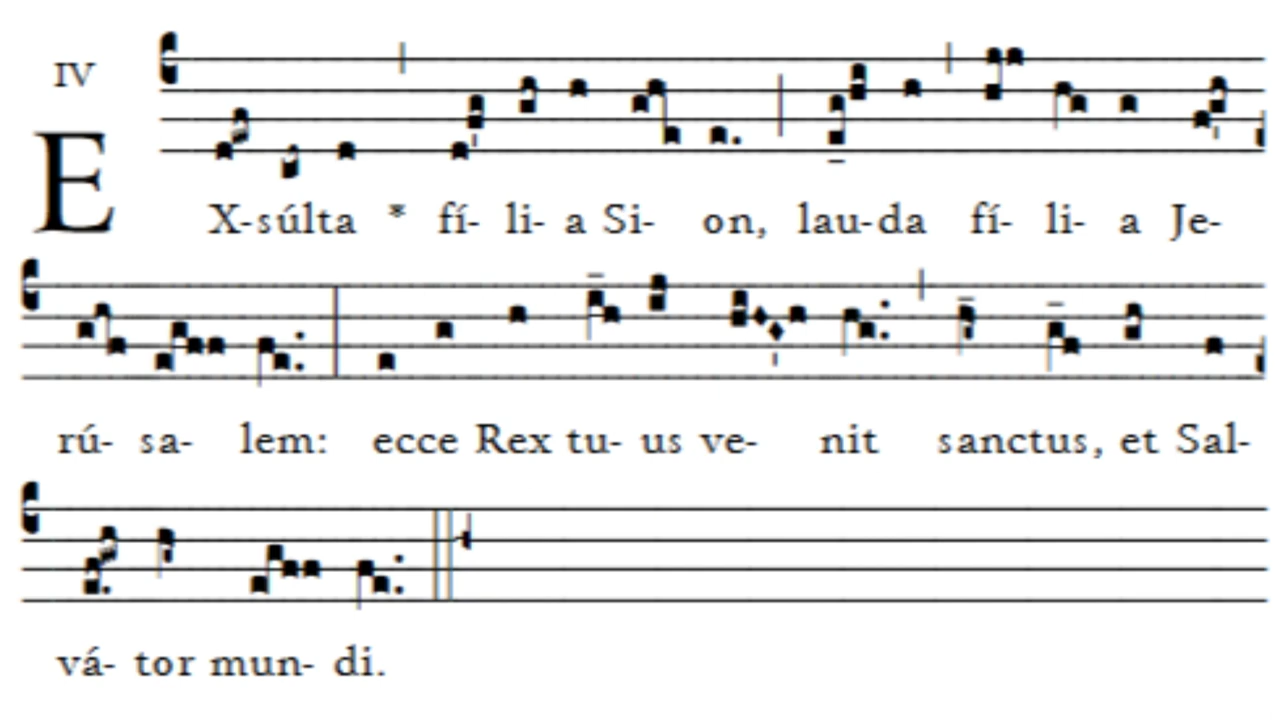 IV
EX-súlta * fí- li- a Si- on, lau-da fí- li- a Je-
rú- sa- lem: ecce Rex tu- us ve- nit sanctus, et Sal-
vá- tor mun- di.